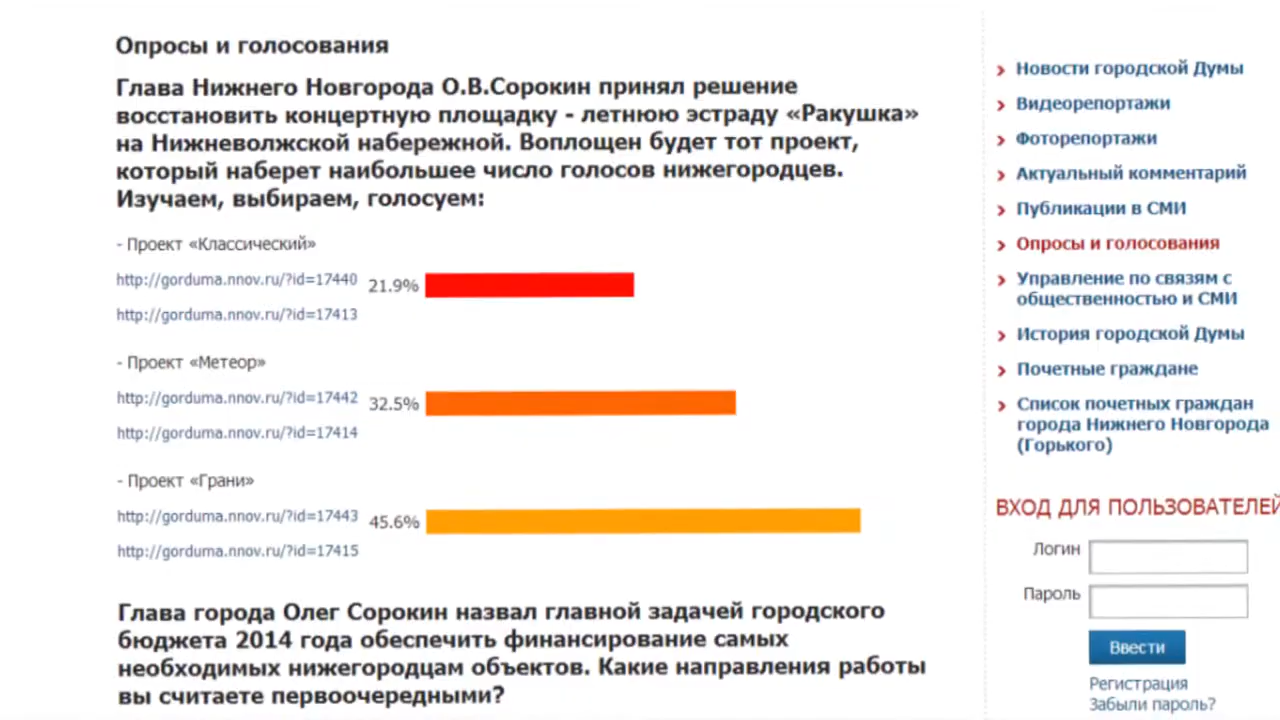 Опросы и голосования
Глава Нижнего Новгорода О.В.Сорокин принял решение
восстановить концертную площадку - летнюю эстраду «Ракушка»
на Нижневолжской набережной. Воплощен будет тот проект,
который наберет наибольшее число голосов нижегородцев.
Изучаем, выбираем, голосуем:
- Проект «Классический»
http://gorduma.nnov.ru/?id=17440
21.9%
http://gorduma.nnov.ru/?id=17413
- Проект «Метеор»
http://gorduma.nnov.ru/?id=17442
32.5%
http://gorduma.nnov.ru/?id=17414
- Проект «Грани»
http://gorduma.nnov.ru/?id=17443
45.6%
http://gorduma.nnov.ru/?id=17415
Глава города Олег Сорокин назвал главной задачей городского
бюджета 2014 года обеспечить финансирование самых
необходимых нижегородцам объектов. Какие направления работы
вы считаете первоочередными?
Новости городской Думы
Видеорепортажи
Фоторепортажи
Актуальный комментарий
Публикации в СМИ
Опросы и голосования
Управление по связям с
общественностью и СМИ
История городской Думы
Почетные граждане
Список почетных граждан
города Нижнего Новгорода
(Горького)
ВХОД ДЛЯ ПОЛЬЗОВАТЕЛЕЙ
Логин
Пароль
Ввести
Регистрация
Забыли пароль?